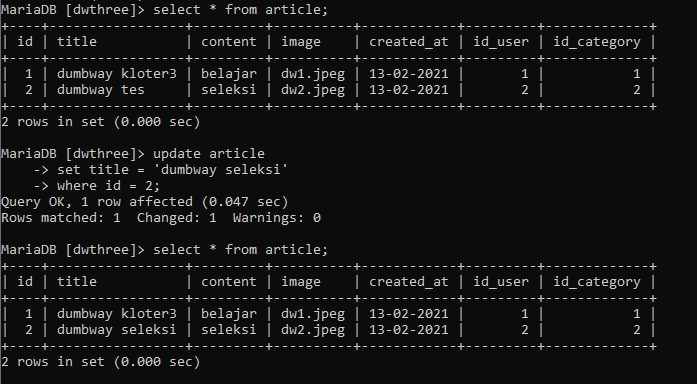 MariaDB [dwthree]> select * from article;
+----+------------------+---------+----------+------------+---------+-------------+
| id | title            | content | image    | created_at | id_user | id_category |
+----+------------------+---------+----------+------------+---------+-------------+
|  1 | dumbway kloter3  | belajar | dw1.jpeg | 13-02-2021 |       1 |           1 |
|  2 | dumbway tes      | seleksi | dw2.jpeg | 13-02-2021 |       2 |           2 |
+----+------------------+---------+----------+------------+---------+-------------+
2 rows in set (0.000 sec)

MariaDB [dwthree]> update article
    -> set title = 'dumbway seleksi'
    -> where id = 2;
Query OK, 1 row affected (0.047 sec)
Rows matched: 1  Changed: 1  Warnings: 0

MariaDB [dwthree]> select * from article;
+----+------------------+---------+----------+------------+---------+-------------+
| id | title            | content | image    | created_at | id_user | id_category |
+----+------------------+---------+----------+------------+---------+-------------+
|  1 | dumbway kloter3  | belajar | dw1.jpeg | 13-02-2021 |       1 |           1 |
|  2 | dumbway seleksi  | seleksi | dw2.jpeg | 13-02-2021 |       2 |           2 |
+----+------------------+---------+----------+------------+---------+-------------+
2 rows in set (0.000 sec)